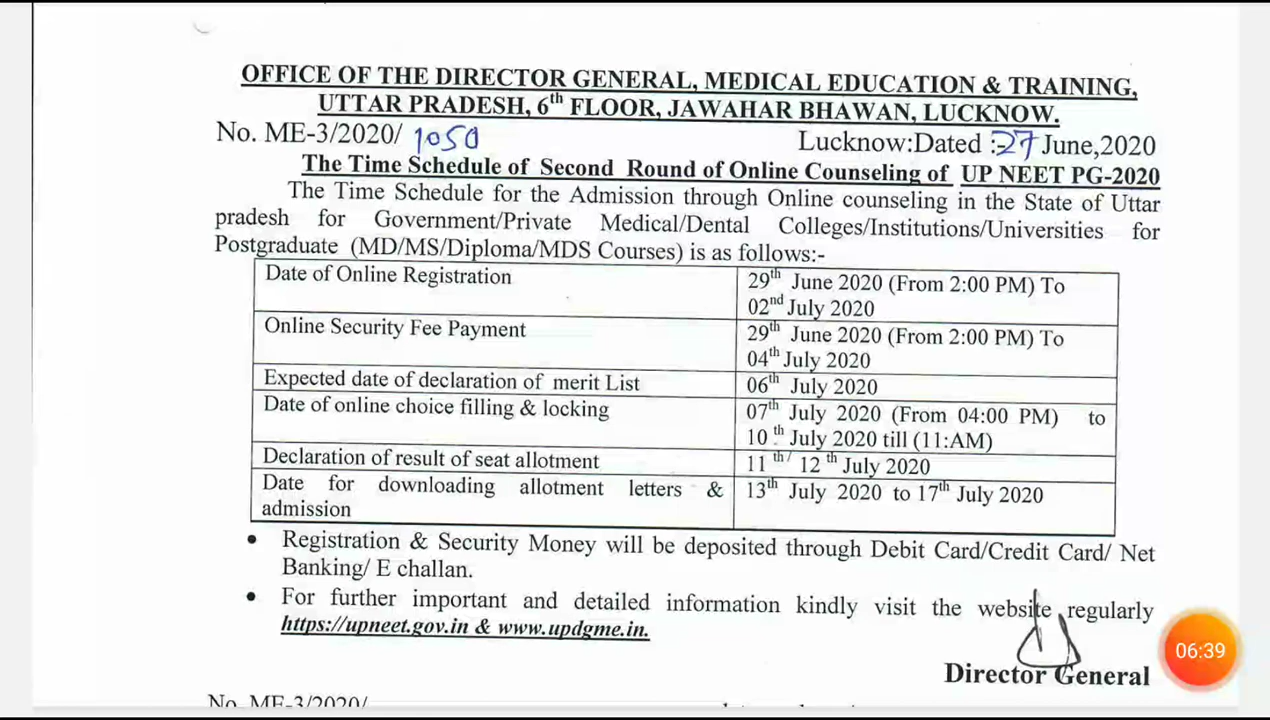 OFFICE OF THE DIRECTOR GENERAL, MEDICAL EDUCATION & TRAINING,
UTTAR PRADESH, 6th FLOOR, JAWAHAR BHAWAN, LUCKNOW.
No. ME-3/2020/ 1050 Lucknow:Dated :-27 June,2020
The Time Schedule of Second Round of Online Counseling of UP NEET PG-2020
The Time Schedule for the Admission through Online counseling in the State of Uttar
pradesh for Government/Private Medical/Dental Colleges/Institutions/Universities for
Postgraduate (MD/MS/Diploma/MDS Courses) is as follows:-
Date of Online Registration 29th June 2020 (From 2:00 PM) To
02nd July 2020
Online Security Fee Payment 29th June 2020 (From 2:00 PM) To
04th July 2020
Expected date of declaration of merit List 06th July 2020
Date of online choice filling & locking 07th July 2020 (From 04:00 PM) to
10 th July 2020 till (11:AM)
Declaration of result of seat allotment 11 th/ 12 th July 2020
Date for downloading allotment letters & 13th July 2020 to 17th July 2020
admission
• Registration & Security Money will be deposited through Debit Card/Credit Card/ Net
Banking/ E challan.
• For further important and detailed information kindly visit the website regularly
https://upneet.gov.in & www.updgme.in.
06:39
Director General
No. ME-3/2020/